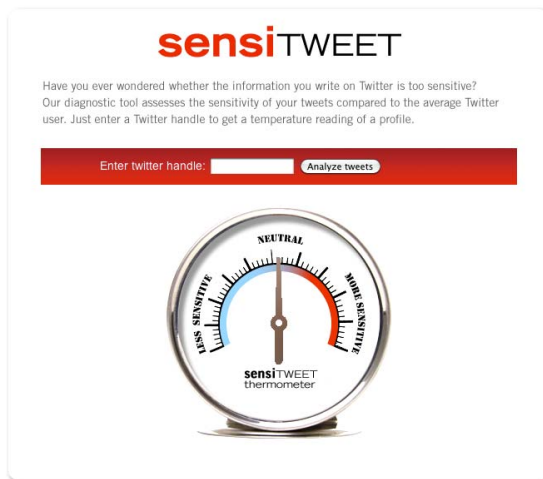 sensiTWEET
Have you ever wondered whether the information you write on Twitter is too sensitive?
Our diagnostic tool assesses the sensitivity of your tweets compared to the average Twitter
user. Just enter a Twitter handle to get a temperature reading of a profile.
Enter twitter handle:
Analyze tweets
NEUTRAL
LESS SENSITIVE
MORE SENSITIVE
sensiTWEET
thermometer